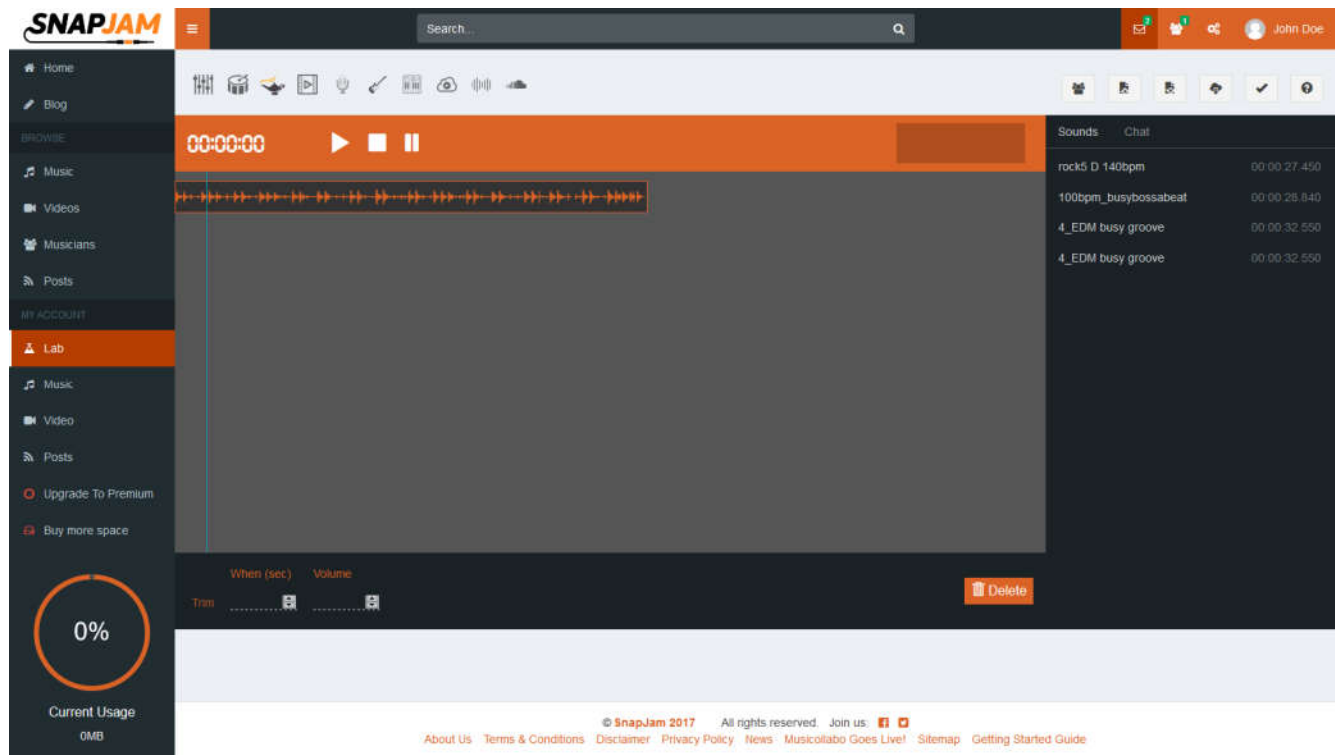 SNAPJAM
Search...
2
1
John Doe
Home
Blog
BROWSE
Music
Videos
Musicians
Posts
MY ACCOUNT
Lab
Music
Video
Posts
Upgrade To Premium
Buy more space
0%
Current Usage
0MB
00:00:00
Sounds Chat
rock5 D 140bpm 00:00:27.450
100bpm_busybossabeat 00:00:28.840
4_EDM busy groove 00:00:32.550
4_EDM busy groove 00:00:32.550
When (sec) Volume
Trim
Delete
© SnapJam 2017 All rights reserved. Join us:
About Us Terms & Conditions Disclaimer Privacy Policy News Musicollabo Goes Live! Sitemap Getting Started Guide